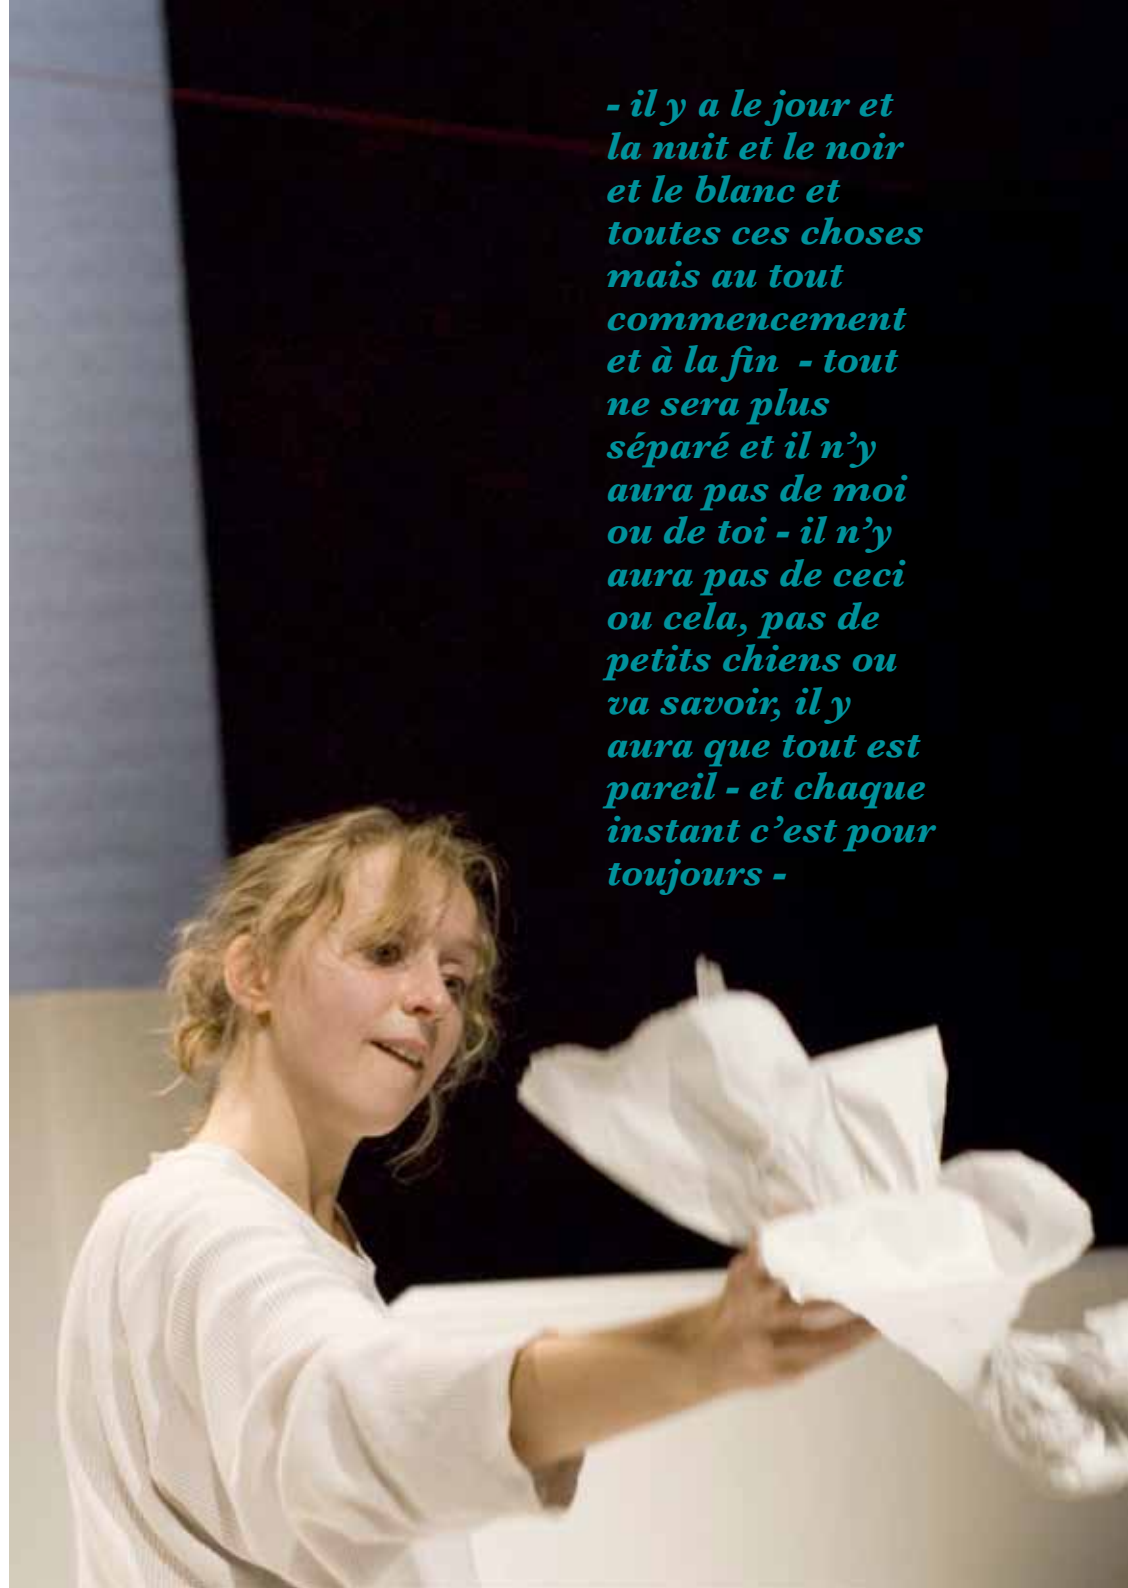 - il y a le jour et
la nuit et le noir
et le blanc et
toutes ces choses
mais au tout
commencement
et à la fin  - tout
ne sera plus
séparé et il n’y
aura pas de moi
ou de toi - il n’y
aura pas de ceci
ou cela, pas de
petits chiens ou
va savoir, il y
aura que tout est
pareil - et chaque
instant c’est pour
toujours -